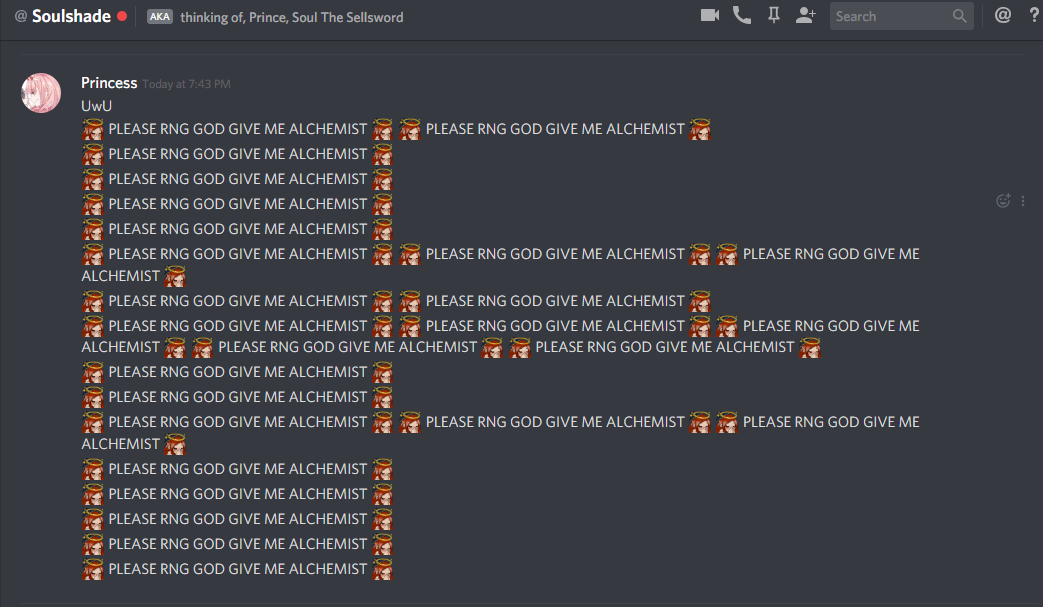 @ Soulshade AKA thinking of, Prince, Soul The Sellsword Search @ ?
Princess Today at 7:43 PM
UwU
PLEASE RNG GOD GIVE ME ALCHEMIST PLEASE RNG GOD GIVE ME ALCHEMIST
PLEASE RNG GOD GIVE ME ALCHEMIST
PLEASE RNG GOD GIVE ME ALCHEMIST
PLEASE RNG GOD GIVE ME ALCHEMIST
PLEASE RNG GOD GIVE ME ALCHEMIST
PLEASE RNG GOD GIVE ME ALCHEMIST PLEASE RNG GOD GIVE ME ALCHEMIST PLEASE RNG GOD GIVE ME
ALCHEMIST
PLEASE RNG GOD GIVE ME ALCHEMIST PLEASE RNG GOD GIVE ME ALCHEMIST
PLEASE RNG GOD GIVE ME ALCHEMIST PLEASE RNG GOD GIVE ME ALCHEMIST PLEASE RNG GOD GIVE ME
ALCHEMIST PLEASE RNG GOD GIVE ME ALCHEMIST PLEASE RNG GOD GIVE ME ALCHEMIST
PLEASE RNG GOD GIVE ME ALCHEMIST
PLEASE RNG GOD GIVE ME ALCHEMIST
PLEASE RNG GOD GIVE ME ALCHEMIST PLEASE RNG GOD GIVE ME ALCHEMIST PLEASE RNG GOD GIVE ME
ALCHEMIST
PLEASE RNG GOD GIVE ME ALCHEMIST
PLEASE RNG GOD GIVE ME ALCHEMIST
PLEASE RNG GOD GIVE ME ALCHEMIST
PLEASE RNG GOD GIVE ME ALCHEMIST
PLEASE RNG GOD GIVE ME ALCHEMIST